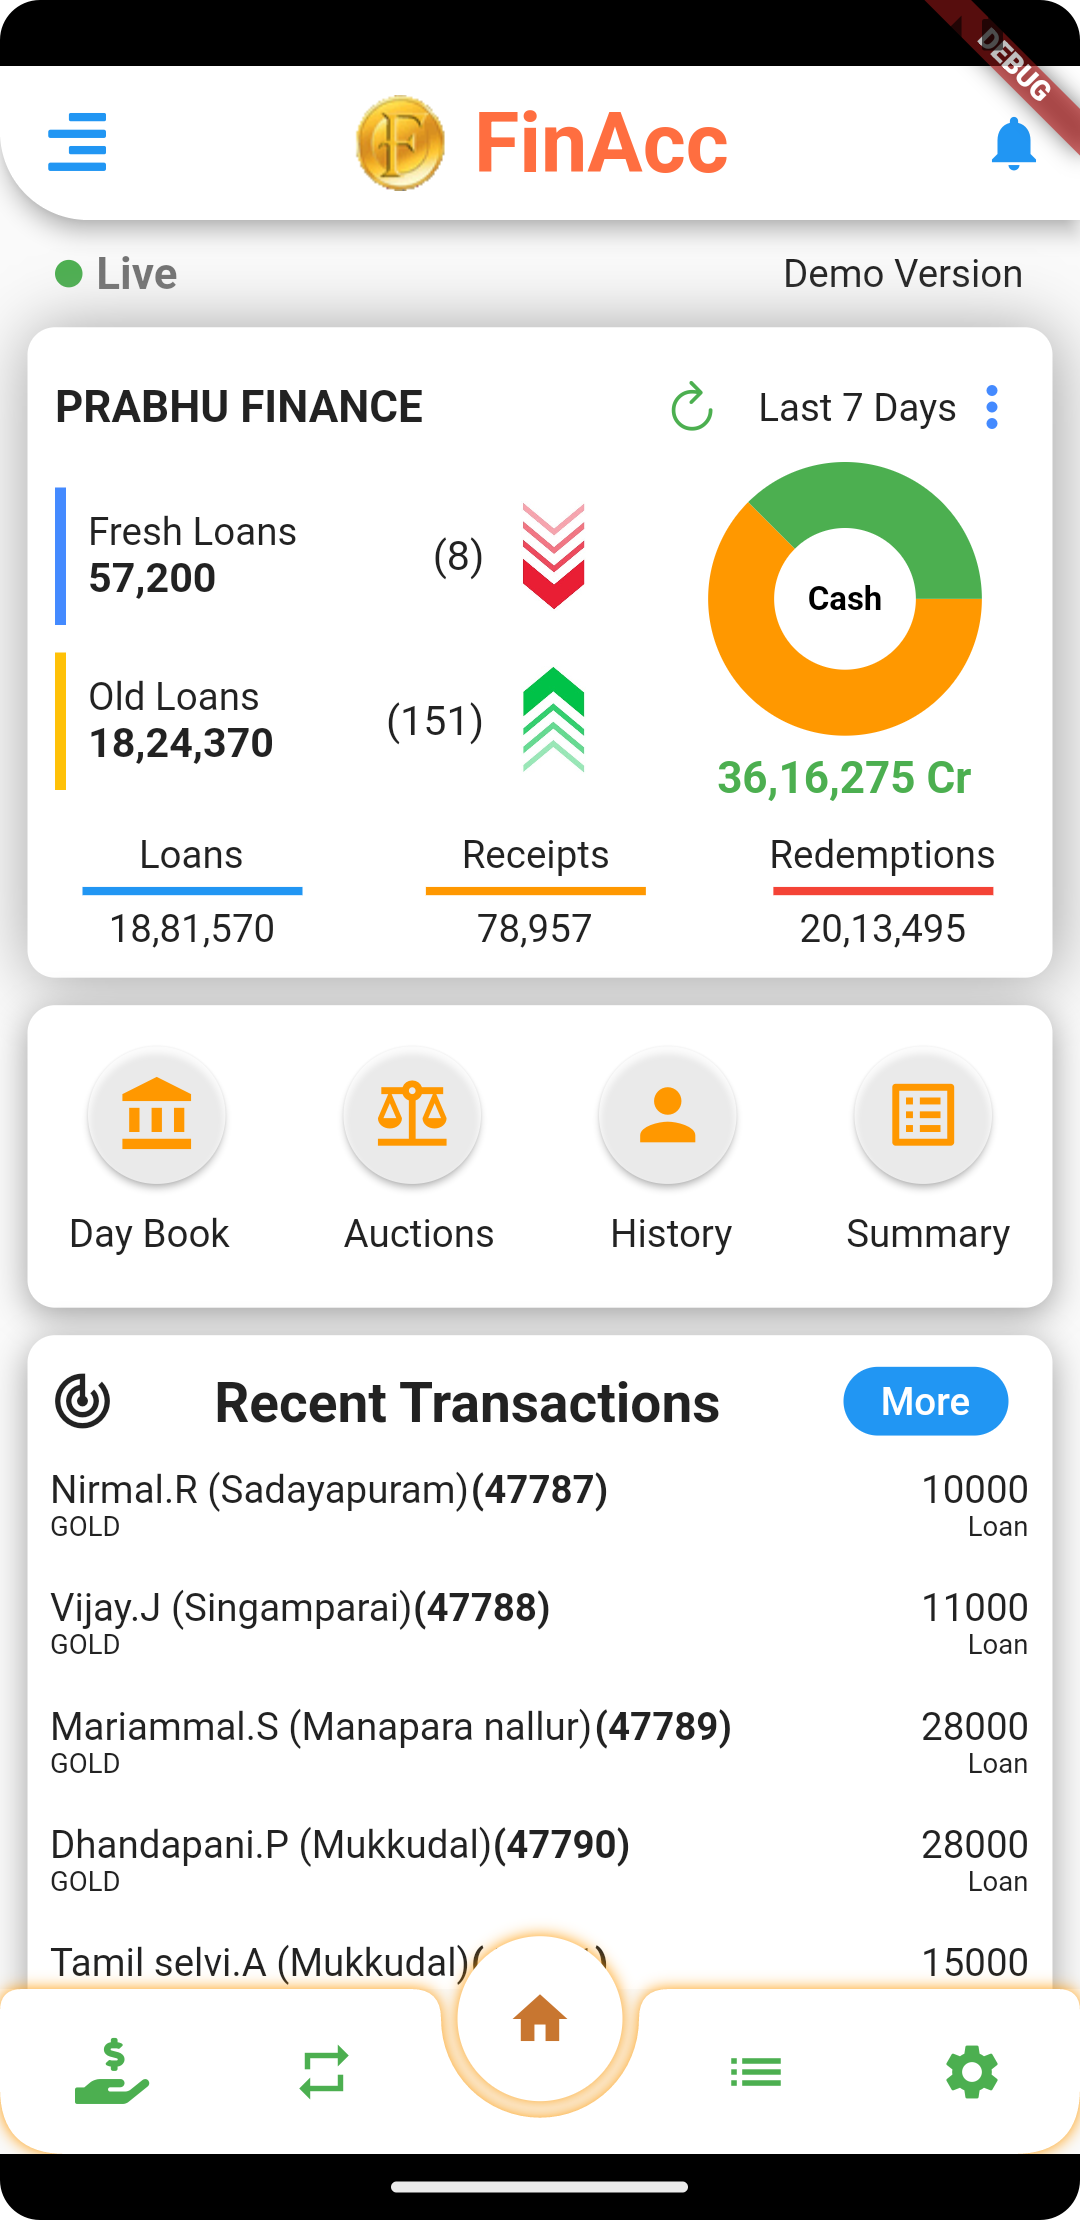 DEBUG
FinAcc
Live Demo Version
PRABHU FINANCE Last 7 Days
Fresh Loans (8)
57,200
Cash
Old Loans (151)
18,24,370
36,16,275 Cr
Loans Receipts Redemptions
18,81,570 78,957 20,13,495
Day Book Auctions History Summary
Recent Transactions More
Nirmal.R (Sadayapuram)(47787) 10000
GOLD Loan
Vijay.J (Singamparai)(47788) 11000
GOLD Loan
Mariammal.S (Manapara nallur)(47789) 28000
GOLD Loan
Dhandapani.P (Mukkudal)(47790) 28000
GOLD Loan
Tamil selvi.A (Mukkudal) 15000